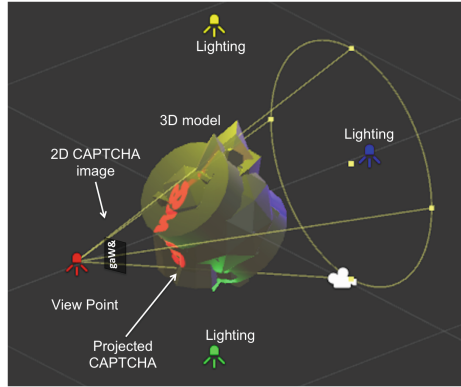 Lighting
3D model
Lighting
2D CAPTCHA
image
gaW&
View Point
Projected
CAPTCHA
Lighting